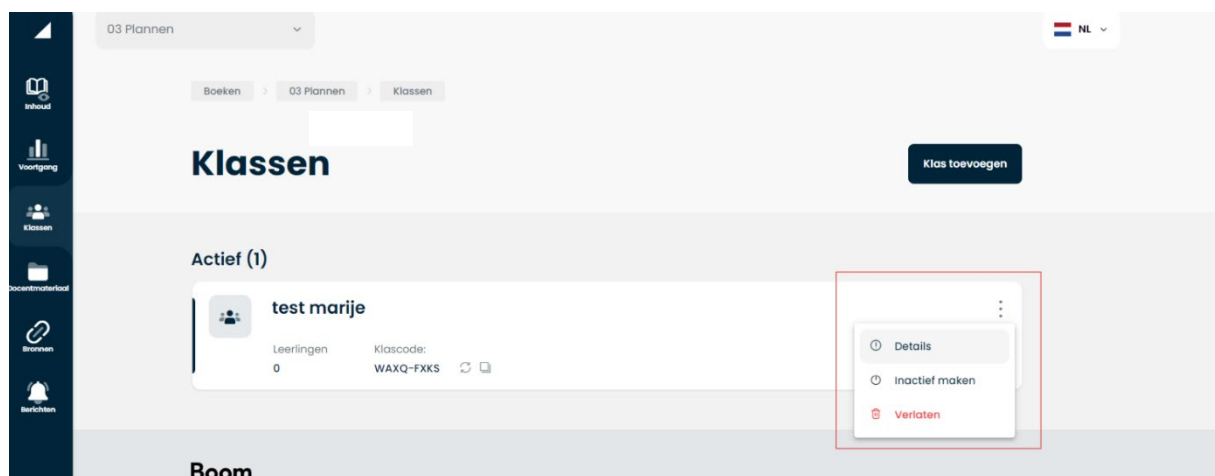 03 Plannen
NL
Inhoud
Voortgang
Klassen
Docentmateriaal
Bronnen
Berichten
Boeken > 03 Plannen > Klassen
Klassen
Klas toevoegen
Actief (1)
test marije
Leerlingen
Klascode:
0
WAXQ-FXKS
Details
Inactief maken
Verlaten
Boom